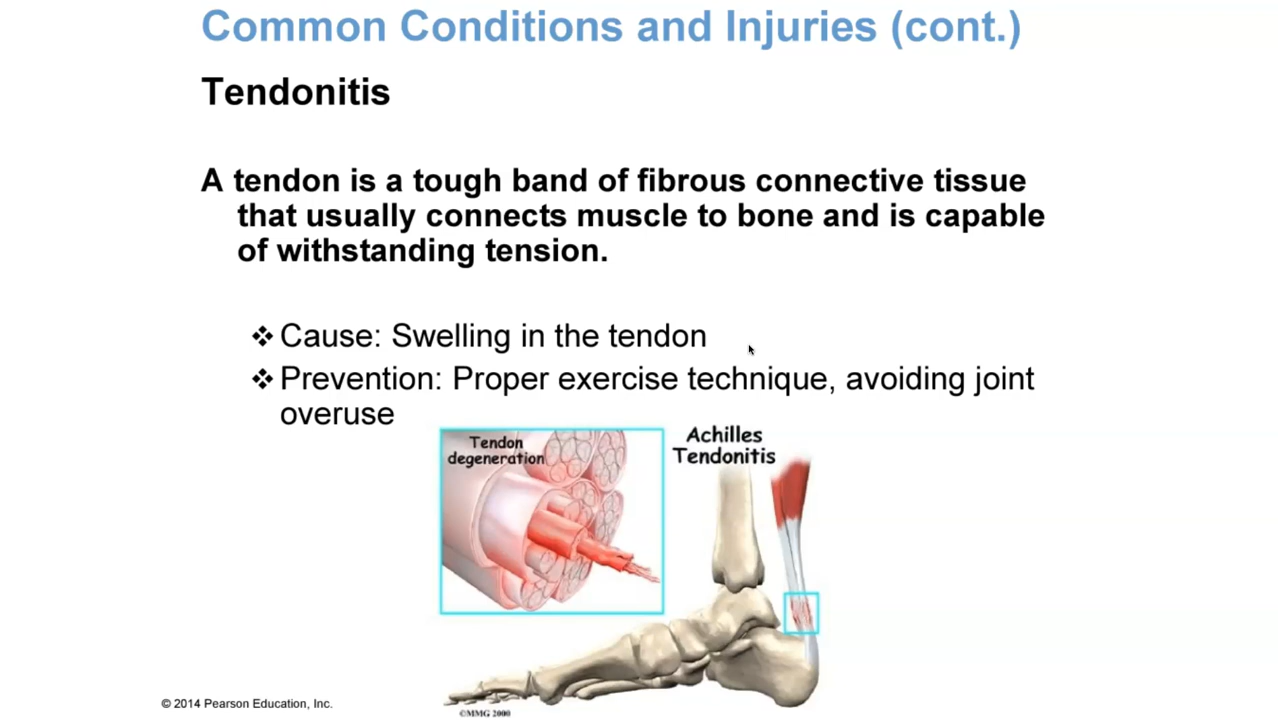 Common Conditions and Injuries (cont.)
Tendonitis
A tendon is a tough band of fibrous connective tissue
that usually connects muscle to bone and is capable
of withstanding tension.
❖ Cause: Swelling in the tendon
❖ Prevention: Proper exercise technique, avoiding joint
overuse
Tendon
degeneration
Achilles
Tendonitis
©MMG 2000
© 2014 Pearson Education, Inc.